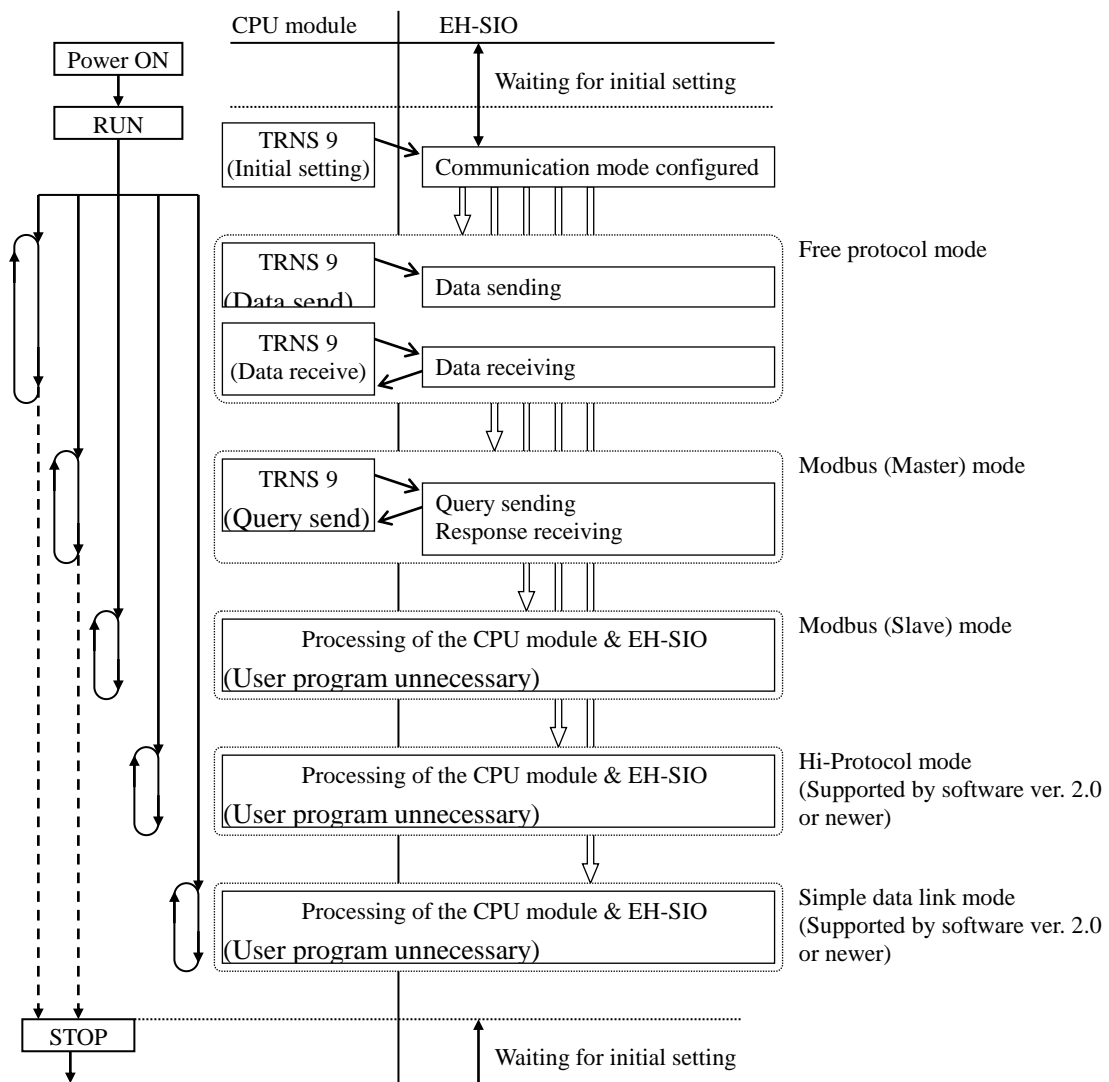 CPU module
EH-SIO
Power ON
Waiting for initial setting
RUN
TRNS 9
(Initial setting)
Communication mode configured
Free protocol mode
TRNS 9
(Data send)
Data sending
TRNS 9
(Data receive)
Data receiving
Modbus (Master) mode
TRNS 9
(Query send)
Query sending
Response receiving
Modbus (Slave) mode
Processing of the CPU module & EH-SIO
(User program unnecessary)
Hi-Protocol mode
(Supported by software ver. 2.0
or newer)
Processing of the CPU module & EH-SIO
(User program unnecessary)
Simple data link mode
(Supported by software ver. 2.0
or newer)
Processing of the CPU module & EH-SIO
(User program unnecessary)
STOP
Waiting for initial setting